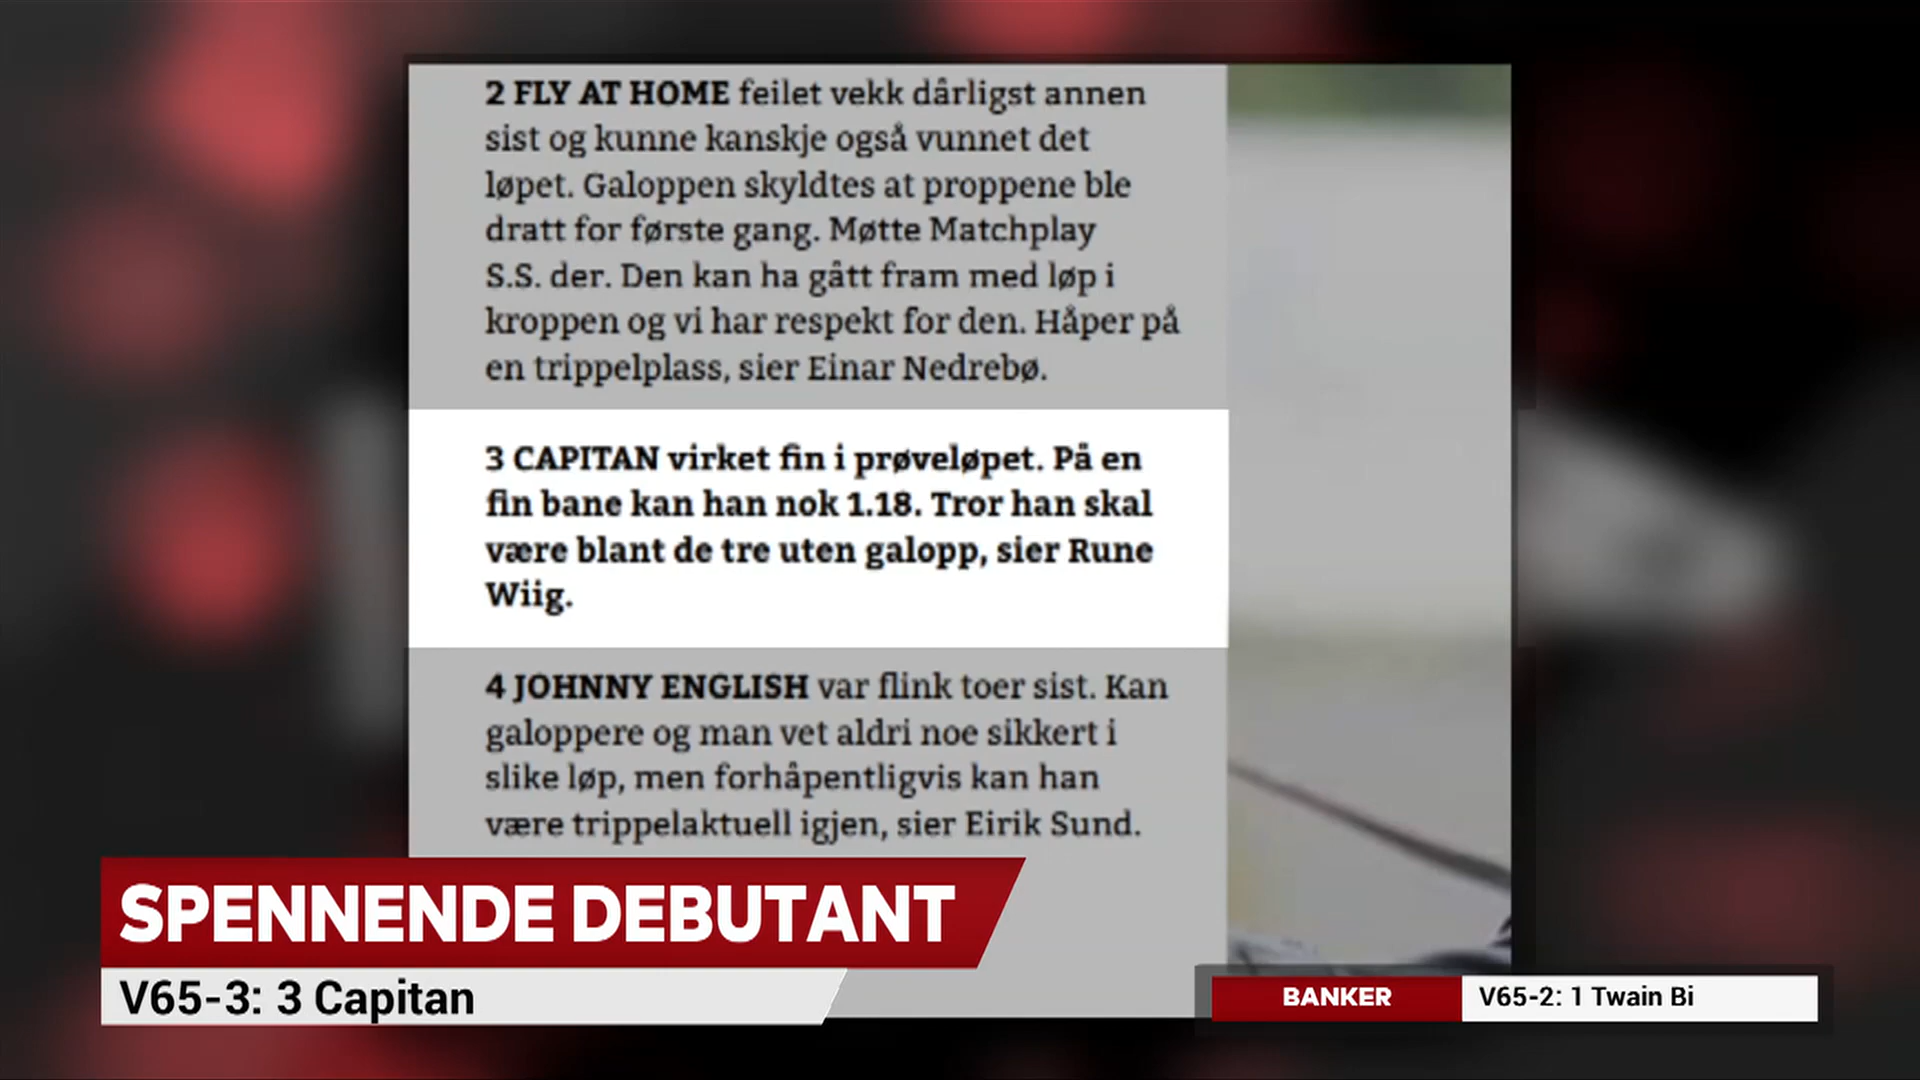 2 FLY AT HOME feilet vekk dårligst annen
sist og kunne kanskje også vunnet det
løpet. Galoppen skyldtes at proppene ble
dratt for første gang. Møtte Matchplay
S.S. der. Den kan ha gått fram med løp i
kroppen og vi har respekt for den. Håper på
en trippelplass, sier Einar Nedrebø.
3 CAPITAN virket fin i prøveløpet. På en
fin bane kan han nok 1.18. Tror han skal
være blant de tre uten galopp, sier Rune
Wiig.
4 JOHNNY ENGLISH var flink toer sist. Kan
galoppere og man vet aldri noe sikkert i
slike løp, men forhåpentligvis kan han
være trippelaktuell igjen, sier Eirik Sund.
SPENNENDE DEBUTANT
V65-3: 3 Capitan
BANKER
V65-2: 1 Twain Bi